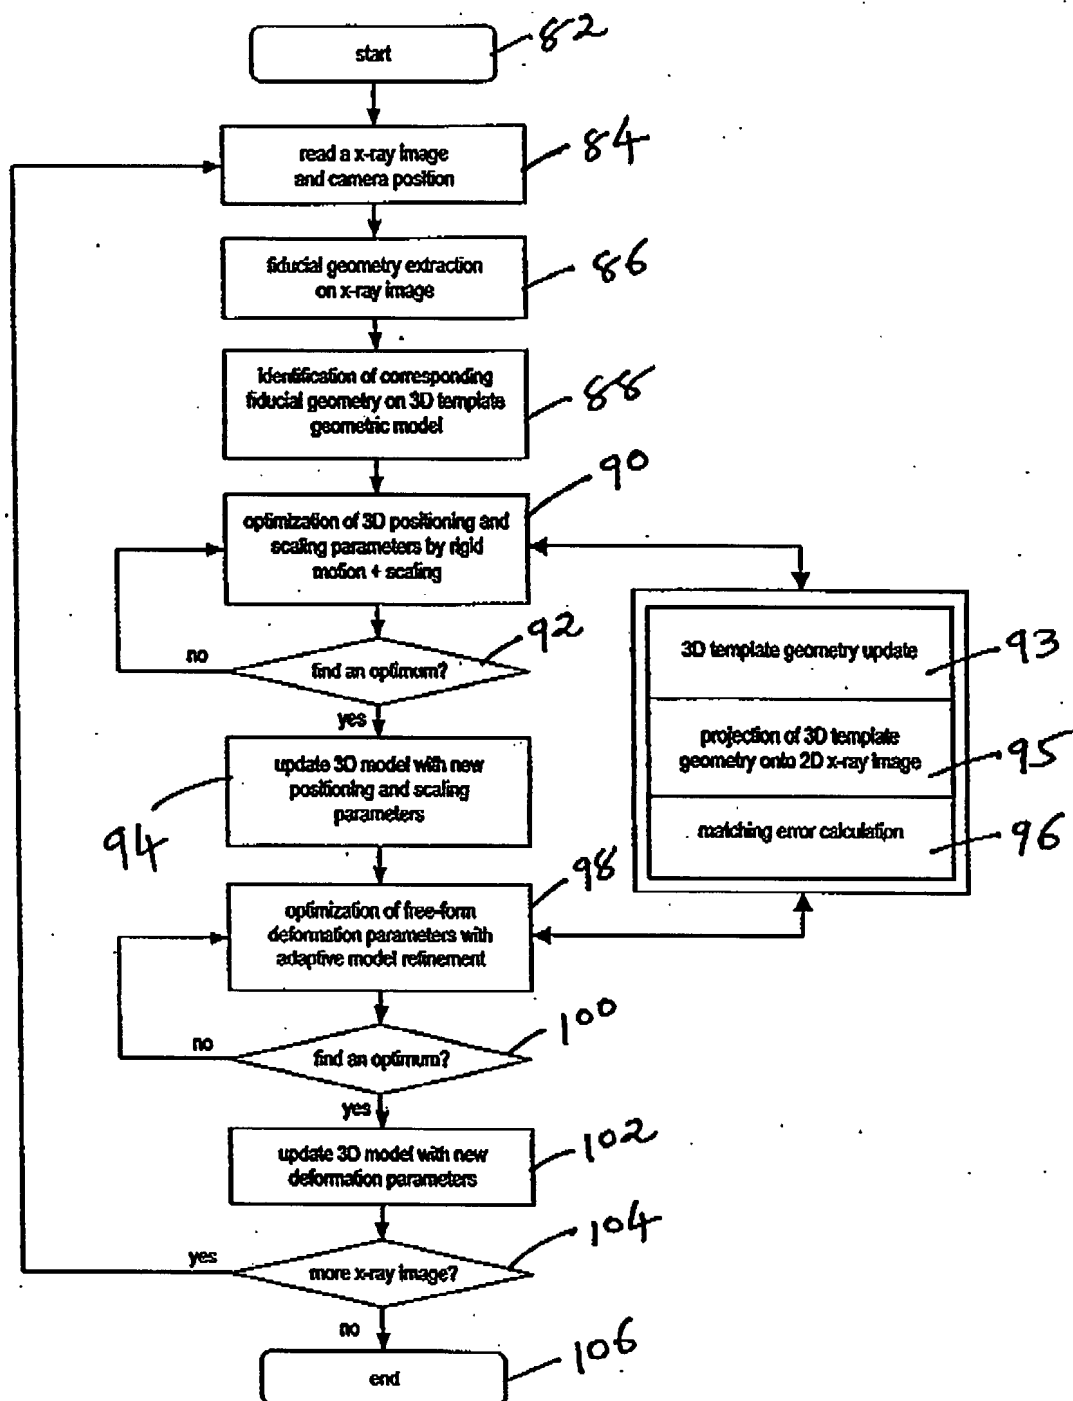 start
82
read a x-ray image
and camera position
84
fiducial geometry extraction
on x-ray image
86
identification of corresponding
fiducial geometry on 3D template
geometric model
88
optimization of 3D positioning and
scaling parameters by rigid
motion + scaling
90
find an optimum?
92
no
yes
3D template geometry update
93
projection of 3D template
geometry onto 2D x-ray image
95
matching error calculation
96
update 3D model with new
positioning and scaling
parameters
94
optimization of free-form
deformation parameters with
adaptive model refinement
98
find an optimum?
100
no
yes
update 3D model with new
deformation parameters
102
more x-ray image?
104
yes
no
end
106